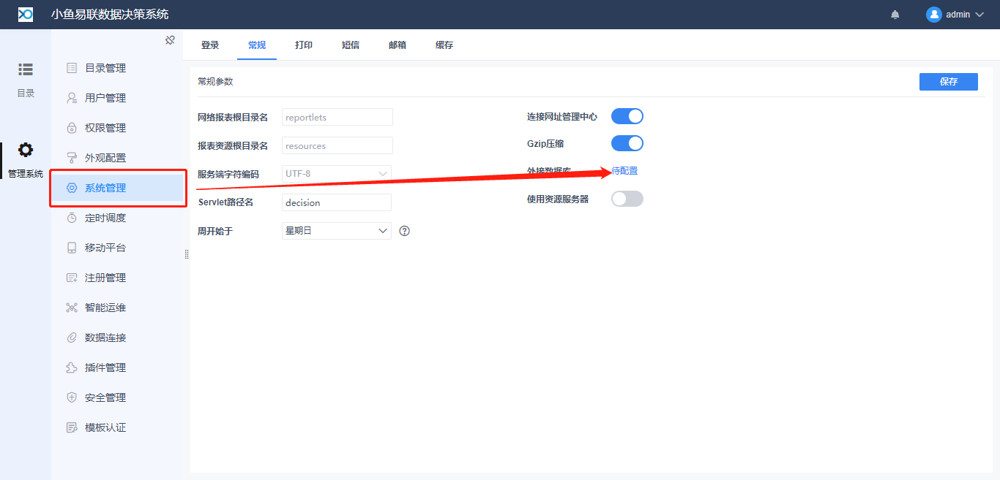 小鱼易联数据决策系统
admin
目录
管理系统
目录管理
用户管理
权限管理
外观配置
系统管理
定时调度
移动平台
注册管理
智能运维
数据连接
插件管理
安全管理
模板认证
登录 常规 打印 短信 邮箱 缓存
常规参数 保存
网络报表根目录名 reportlets
报表资源根目录名 resources
服务端字符编码 UTF-8
Servlet路径名 decision
周开始于 星期日
连接网址管理中心
Gzip压缩
外接数据库 待配置
使用资源服务器